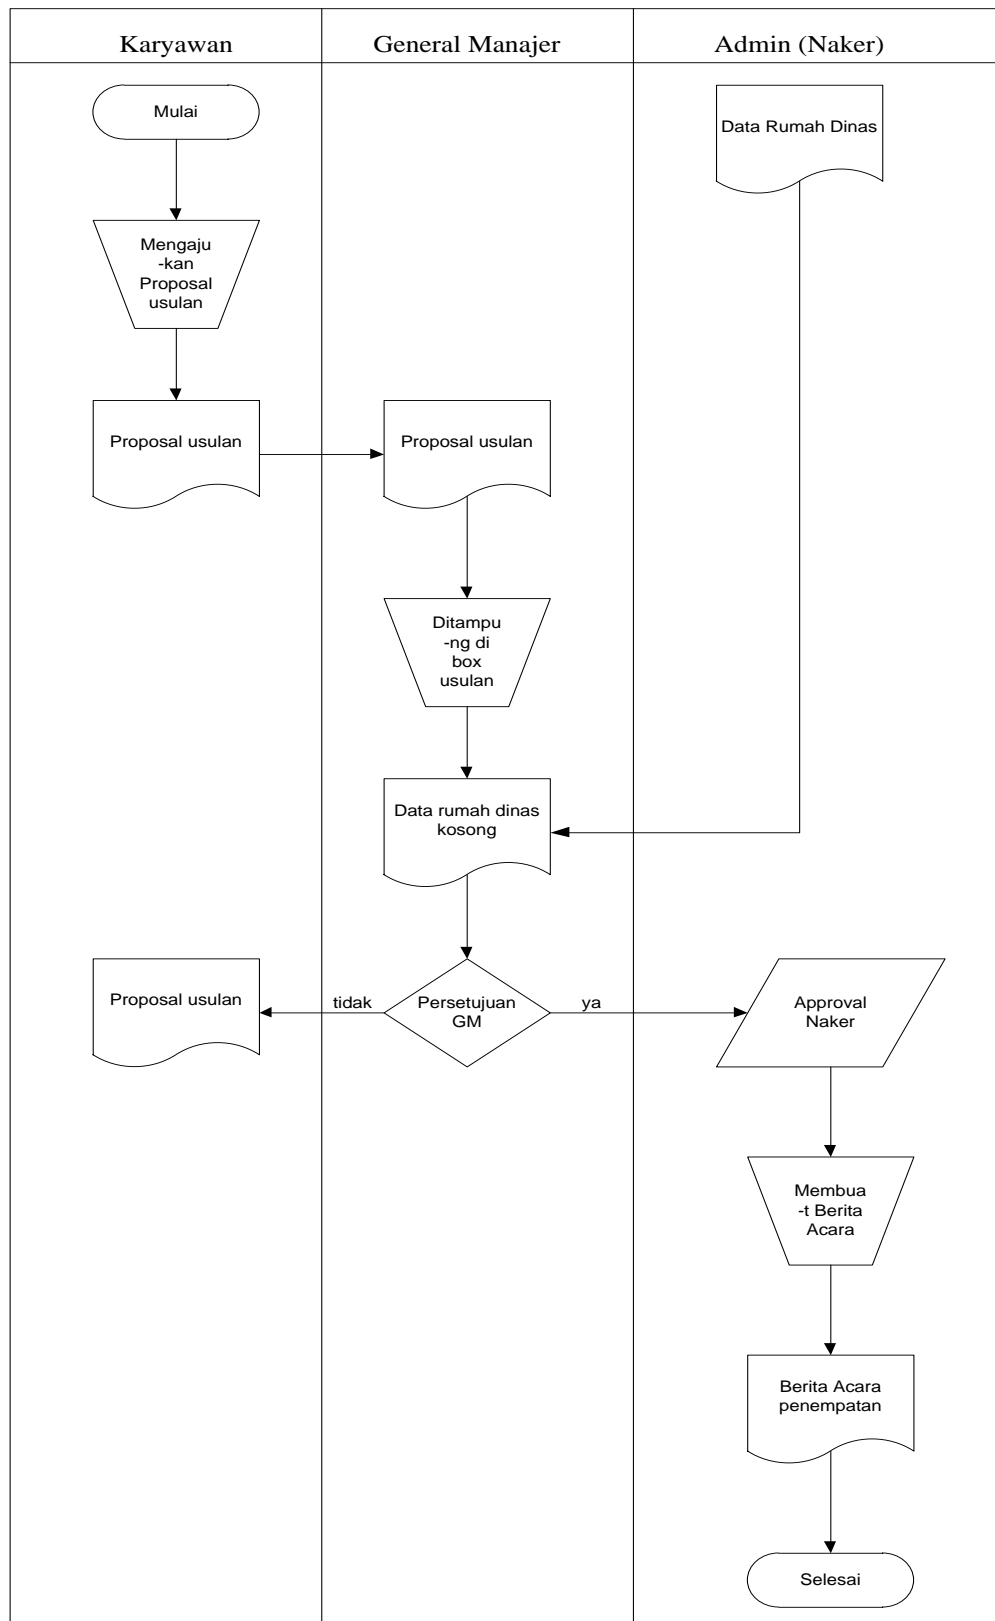 Karyawan
General Manajer
Admin (Naker)
Mulai
Data Rumah Dinas
Mengaju
-kan
Proposal
usulan
Proposal usulan
Proposal usulan
Ditampu
-ng di
box
usulan
Data rumah dinas
kosong
Proposal usulan
tidak
Persetujuan
GM
ya
Approval
Naker
Membua
-t Berita
Acara
Berita Acara
penempatan
Selesai